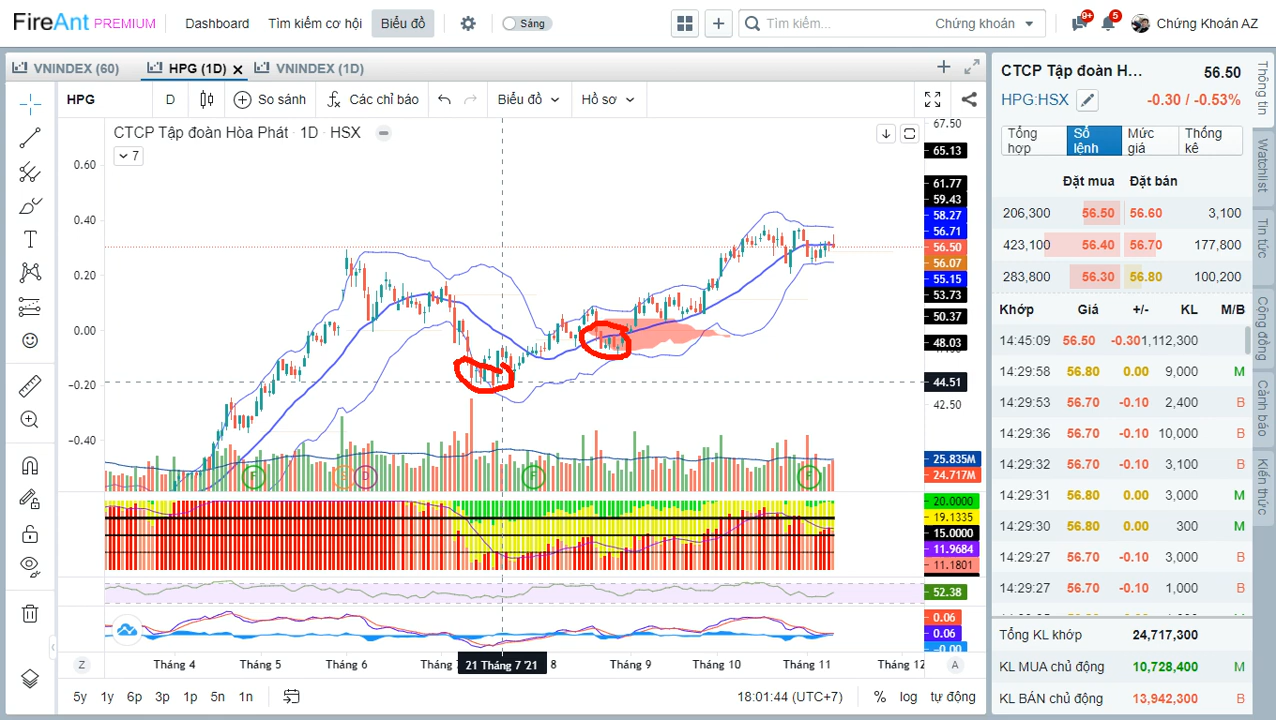 FireAnt PREMIUM Dashboard Tìm kiếm cơ hội Biểu đồ Sáng Tìm kiếm... Chứng khoán 9+ 5 Chứng Khoán AZ
VNINDEX (60) HPG (1D) VNINDEX (1D)
HPG D So sánh Các chỉ báo Biểu đồ Hồ sơ
CTCP Tập đoàn Hòa Phát · 1D · HSX
7
0.60
0.40
0.20
0.00
−0.20
−0.40
67.50
65.13
61.77
59.43
58.27
56.71
56.50
56.07
55.15
53.73
50.37
48.03
44.51
42.50
25.835M
24.717M
E
D
E
F
20.0000
19.1335
15.0000
11.9684
11.1801
52.38
0.06
0.06
−0.00
Z Tháng 4 Tháng 5 Tháng 6 21 Tháng 7 '21 8 Tháng 9 Tháng 10 Tháng 11 Tháng 12 A
5y 1y 6p 3p 1p 5n 1n 18:01:44 (UTC+7) % log tự động
CTCP Tập đoàn H... 56.50
HPG:HSX -0.30 / -0.53%
Tổng hợp
Sổ lệnh
Mức giá
Thống kê
Đặt mua Đặt bán
206,300 56.50 56.60 3,100
423,100 56.40 56.70 177,800
283,800 56.30 56.80 100,200
Khớp Giá +/- KL M/B
14:45:09 56.50 -0.30 1,112,300
14:29:58 56.80 0.00 9,000 M
14:29:53 56.70 -0.10 2,400 B
14:29:36 56.70 -0.10 10,000 B
14:29:32 56.70 -0.10 3,100 B
14:29:31 56.80 0.00 3,000 M
14:29:30 56.80 0.00 300 M
14:29:27 56.70 -0.10 3,000 B
14:29:27 56.70 -0.10 1,000 B
Tổng KL khớp 24,717,300
KL MUA chủ động 10,728,400 M
KL BÁN chủ động 13,942,300 B
Thông tin
Watchlist
Tin tức
Cộng đồng
Cảnh báo
Kiến thức